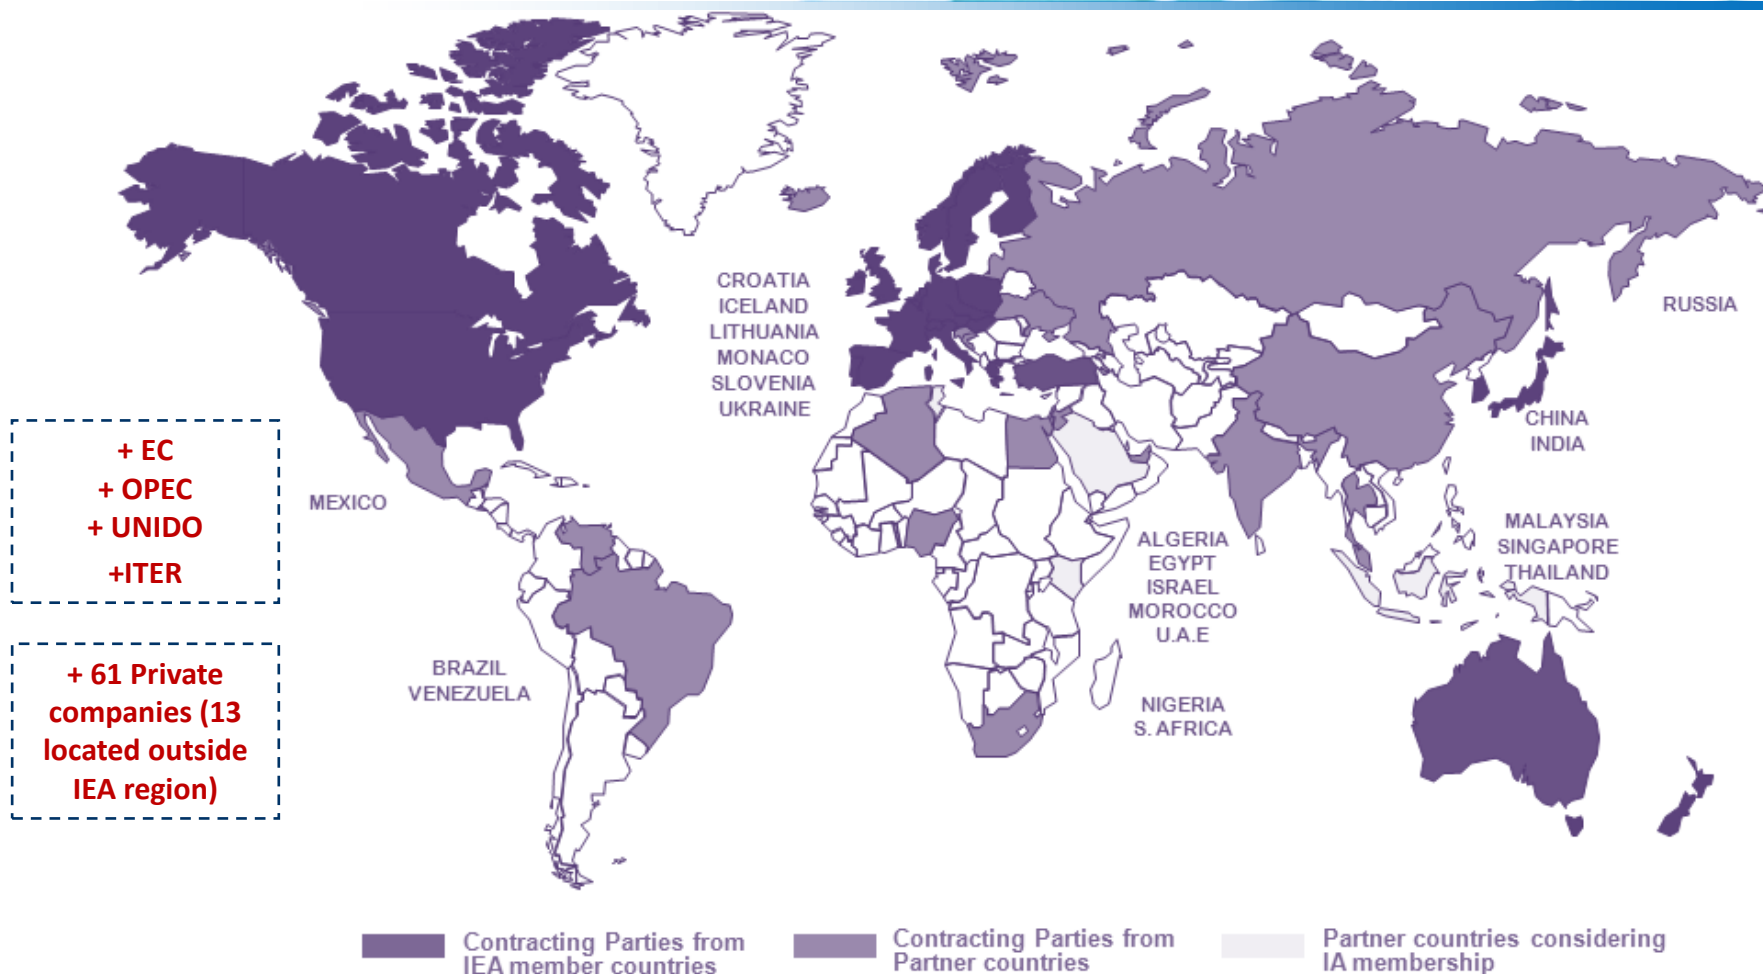 CROATIA
ICELAND
LITHUANIA
MONACO
SLOVENIA
UKRAINE
RUSSIA
CHINA
INDIA
+ EC
+ OPEC
+ UNIDO
+ITER
MEXICO
MALAYSIA
SINGAPORE
THAILAND
ALGERIA
EGYPT
ISRAEL
MOROCCO
U.A.E
BRAZIL
VENEZUELA
NIGERIA
S. AFRICA
+ 61 Private
companies (13
located outside
IEA region)
Contracting Parties from
IEA member countries
Contracting Parties from
Partner countries
Partner countries considering
IA membership